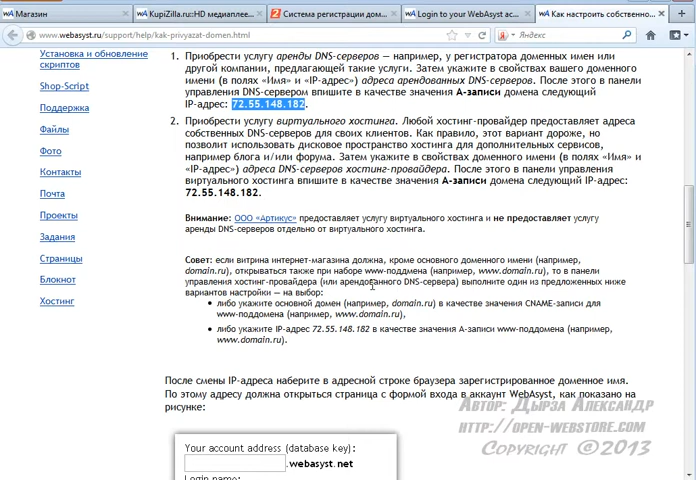 Магазин
KupiZilla.ru::HD медиаплее...
Система регистрации дом...
Login to your WebAsyst ac...
Как настроить собственно...
www.webasyst.ru/support/help/kak-privyazat-domen.html
Яндекс
Установка и обновление скриптов
Shop-Script
Поддержка
Файлы
Фото
Контакты
Почта
Проекты
Задания
Страницы
Блокнот
Хостинг
1. Приобрести услугу аренды DNS-серверов — например, у регистратора доменных имен или
другой компании, предлагающей такие услуги. Затем укажите в свойствах вашего доменного
имени (в полях «Имя» и «IP-адрес») адреса арендованных DNS-серверов. После этого в панели
управления DNS-сервером впишите в качестве значения А-записи домена следующий
IP-адрес: 72.55.148.182.
2. Приобрести услугу виртуального хостинга. Любой хостинг-провайдер предоставляет адреса
собственных DNS-серверов для своих клиентов. Как правило, этот вариант дороже, но
позволит использовать дисковое пространство хостинга для дополнительных сервисов,
например блога и/или форума. Затем укажите в свойствах доменного имени (в полях «Имя» и
«IP-адрес») адреса DNS-серверов хостинг-провайдера. После этого в панели управления
виртуального хостинга впишите в качестве значения А-записи домена следующий IP-адрес:
72.55.148.182.
Внимание: ООО «Артикус» предоставляет услугу виртуального хостинга и не предоставляет услугу
аренды DNS-серверов отдельно от виртуального хостинга.
Совет: если витрина интернет-магазина должна, кроме основного доменного имени (например,
domain.ru), открываться также при наборе www-поддмена (например, www.domain.ru), то в панели
управления хостинг-провайдера (или арендованного DNS-сервера) выполните один из предложенных ниже
вариантов настройки — на выбор:
• либо укажите основной домен (например, domain.ru) в качестве значения CNAME-записи для
www-поддомена (например, www.domain.ru),
• либо укажите IP-адрес 72.55.148.182 в качестве значения А-записи www-поддомена (например,
www.domain.ru).
После смены IP-адреса наберите в адресной строке браузера зарегистрированное доменное имя.
По этому адресу должна открыться страница с формой входа в аккаунт WebAsyst, как показано на
рисунке:
Your account address (database key):
.webasyst.net
Login name:
Автор: Дырза Александр
http://open-webstore.com
Copyright @2013